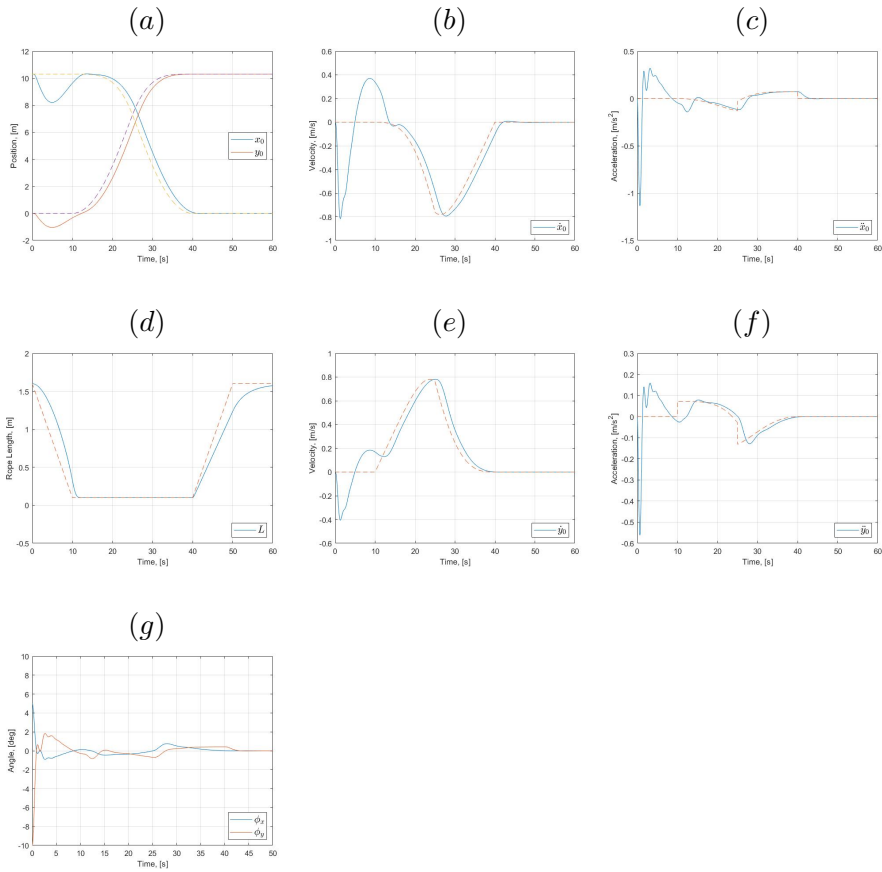 (a)
(b)
(c)
12
10
8
6
4
2
0
-2
Position, [m]
x₀
y₀
0 10 20 30 40 50 60
Time, [s]
0.6
0.4
0.2
0
-0.2
-0.4
-0.6
-0.8
-1
Velocity, [m/s]
ẋ₀
0 10 20 30 40 50 60
Time, [s]
0.5
0
-0.5
-1
-1.5
Acceleration, [m/s²]
ẍ₀
0 10 20 30 40 50 60
Time, [s]
(d)
(e)
(f)
2
1.5
1
0.5
0
-0.5
Rope Length, [m]
L
0 10 20 30 40 50 60
Time, [s]
1
0.8
0.6
0.4
0.2
0
-0.2
-0.4
-0.6
Velocity, [m/s]
ẏ₀
0 10 20 30 40 50 60
Time, [s]
0.3
0.2
0.1
0
-0.1
-0.2
-0.3
-0.4
-0.5
-0.6
Acceleration, [m/s²]
ÿ₀
0 10 20 30 40 50 60
Time, [s]
(g)
10
8
6
4
2
0
-2
-4
-6
-8
-10
Angle, [deg]
ϕₓ
ϕ_y
0 5 10 15 20 25 30 35 40 45 50
Time, [s]